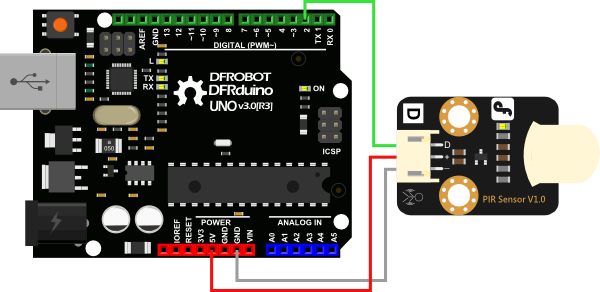 AREF
GND
13
12
~11
~10
~9
8
7
~6
~5
4
~3
2
TX 1
RX 0
DIGITAL (PWM~)
L
TX
RX
DFROBOT
DFRduino
UNO v3.0[R3]
ON
ICSP
050
POWER
ANALOG IN
IOREF
RESET
3V3
5V
GND
GND
VIN
A0
A1
A2
A3
A4
A5
D
D
+
-
PIR Sensor V1.0